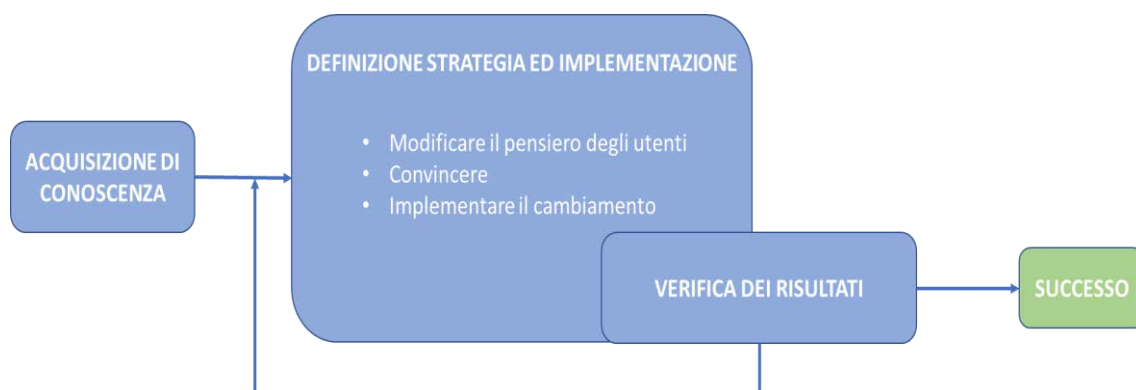 DEFINIZIONE STRATEGIA ED IMPLEMENTAZIONE
ACQUISIZIONE DI
CONOSCENZA
• Modificare il pensiero degli utenti
• Convincere
• Implementare il cambiamento
VERIFICA DEI RISULTATI
SUCCESSO